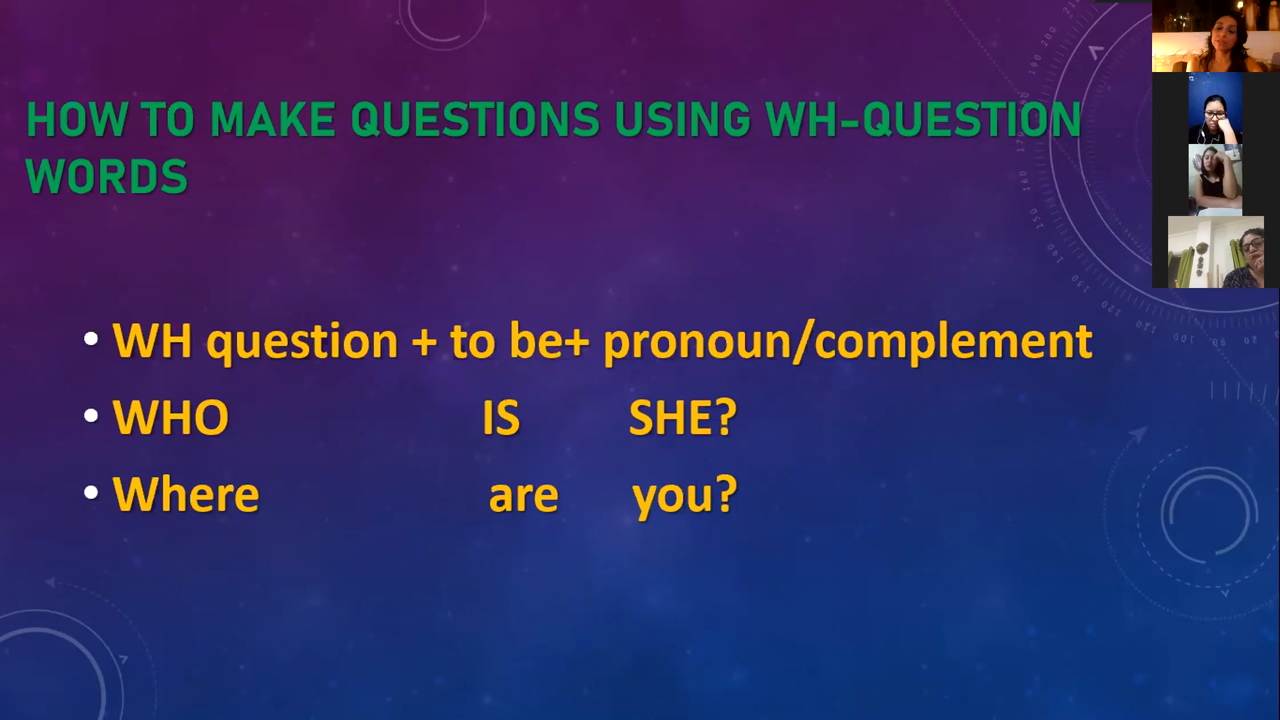 HOW TO MAKE QUESTIONS USING WH-QUESTION
WORDS
• WH question + to be+ pronoun/complement
• WHO IS SHE?
• Where are you?